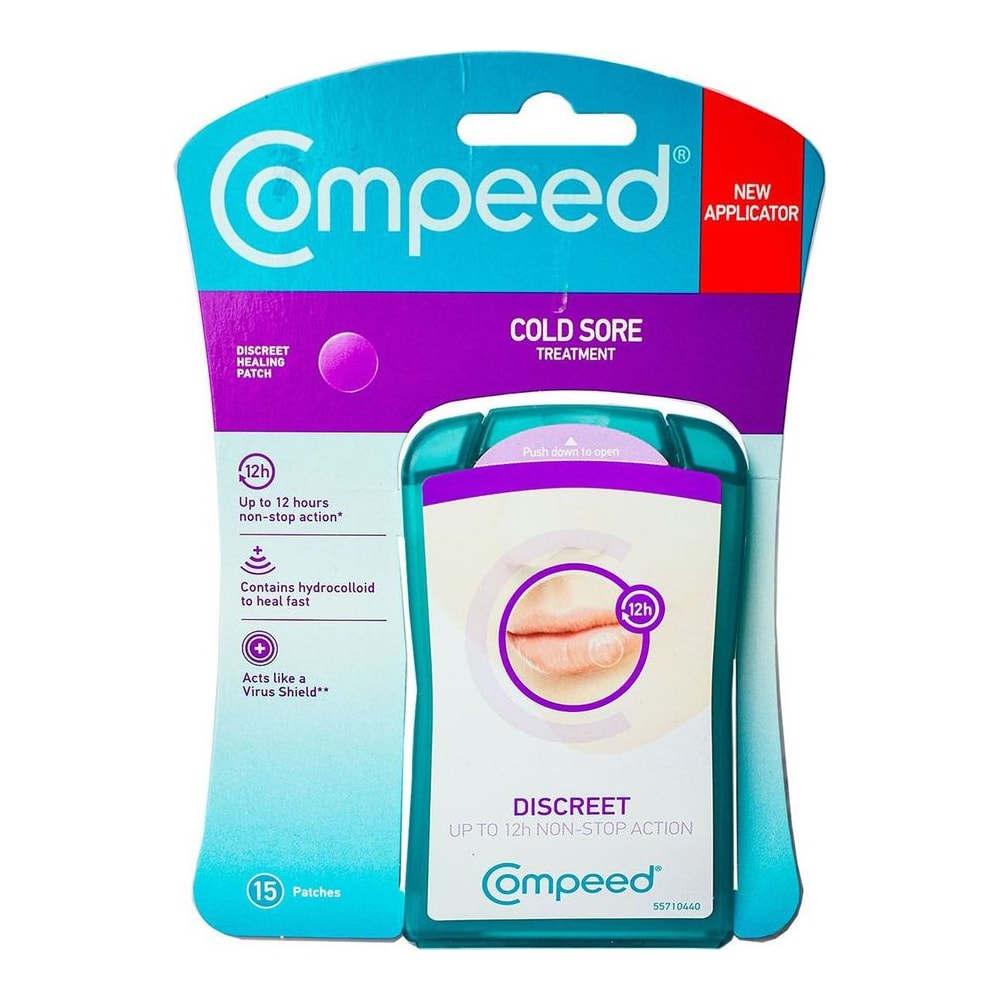 Compeed®
NEW
APPLICATOR
COLD SORE
TREATMENT
DISCREET
HEALING
PATCH
12h
Up to 12 hours
non-stop action*
Contains hydrocolloid
to heal fast
Acts like a
Virus Shield**
15 Patches
Push down to open
12h
DISCREET
UP TO 12h NON-STOP ACTION
Compeed®
55710440